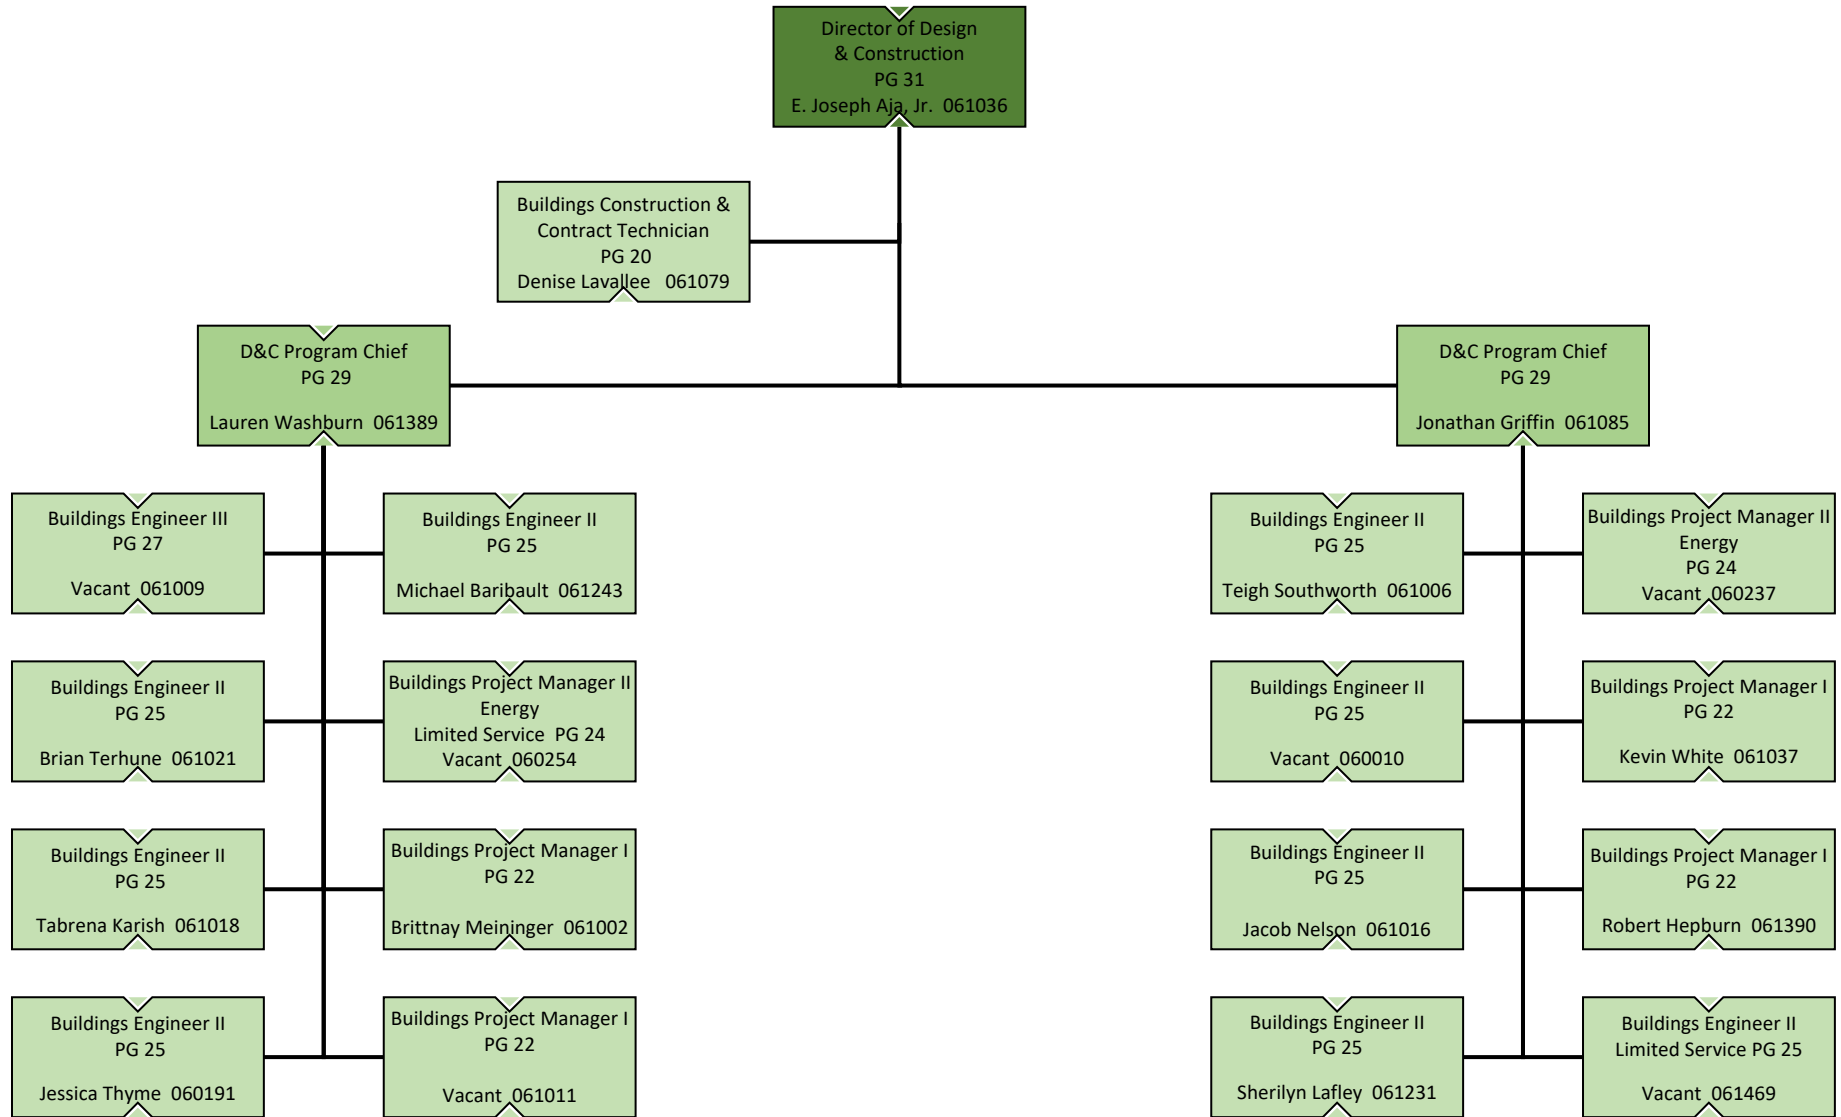 Director of Design
& Construction
PG 31
E. Joseph Aja, Jr. 061036
Buildings Construction &
Contract Technician
PG 20
Denise Lavallee 061079
D&C Program Chief
PG 29
Lauren Washburn 061389
D&C Program Chief
PG 29
Jonathan Griffin 061085
Buildings Engineer III
PG 27
Vacant 061009
Buildings Engineer II
PG 25
Michael Baribault 061243
Buildings Engineer II
PG 25
Teigh Southworth 061006
Buildings Project Manager II
Energy
PG 24
Vacant 060237
Buildings Engineer II
PG 25
Brian Terhune 061021
Buildings Project Manager II
Energy
Limited Service PG 24
Vacant 060254
Buildings Engineer II
PG 25
Vacant 060010
Buildings Project Manager I
PG 22
Kevin White 061037
Buildings Engineer II
PG 25
Tabrena Karish 061018
Buildings Project Manager I
PG 22
Brittnay Meininger 061002
Buildings Engineer II
PG 25
Jacob Nelson 061016
Buildings Project Manager I
PG 22
Robert Hepburn 061390
Buildings Engineer II
PG 25
Jessica Thyme 060191
Buildings Project Manager I
PG 22
Vacant 061011
Buildings Engineer II
PG 25
Sherilyn Lafley 061231
Buildings Engineer II
Limited Service PG 25
Vacant 061469